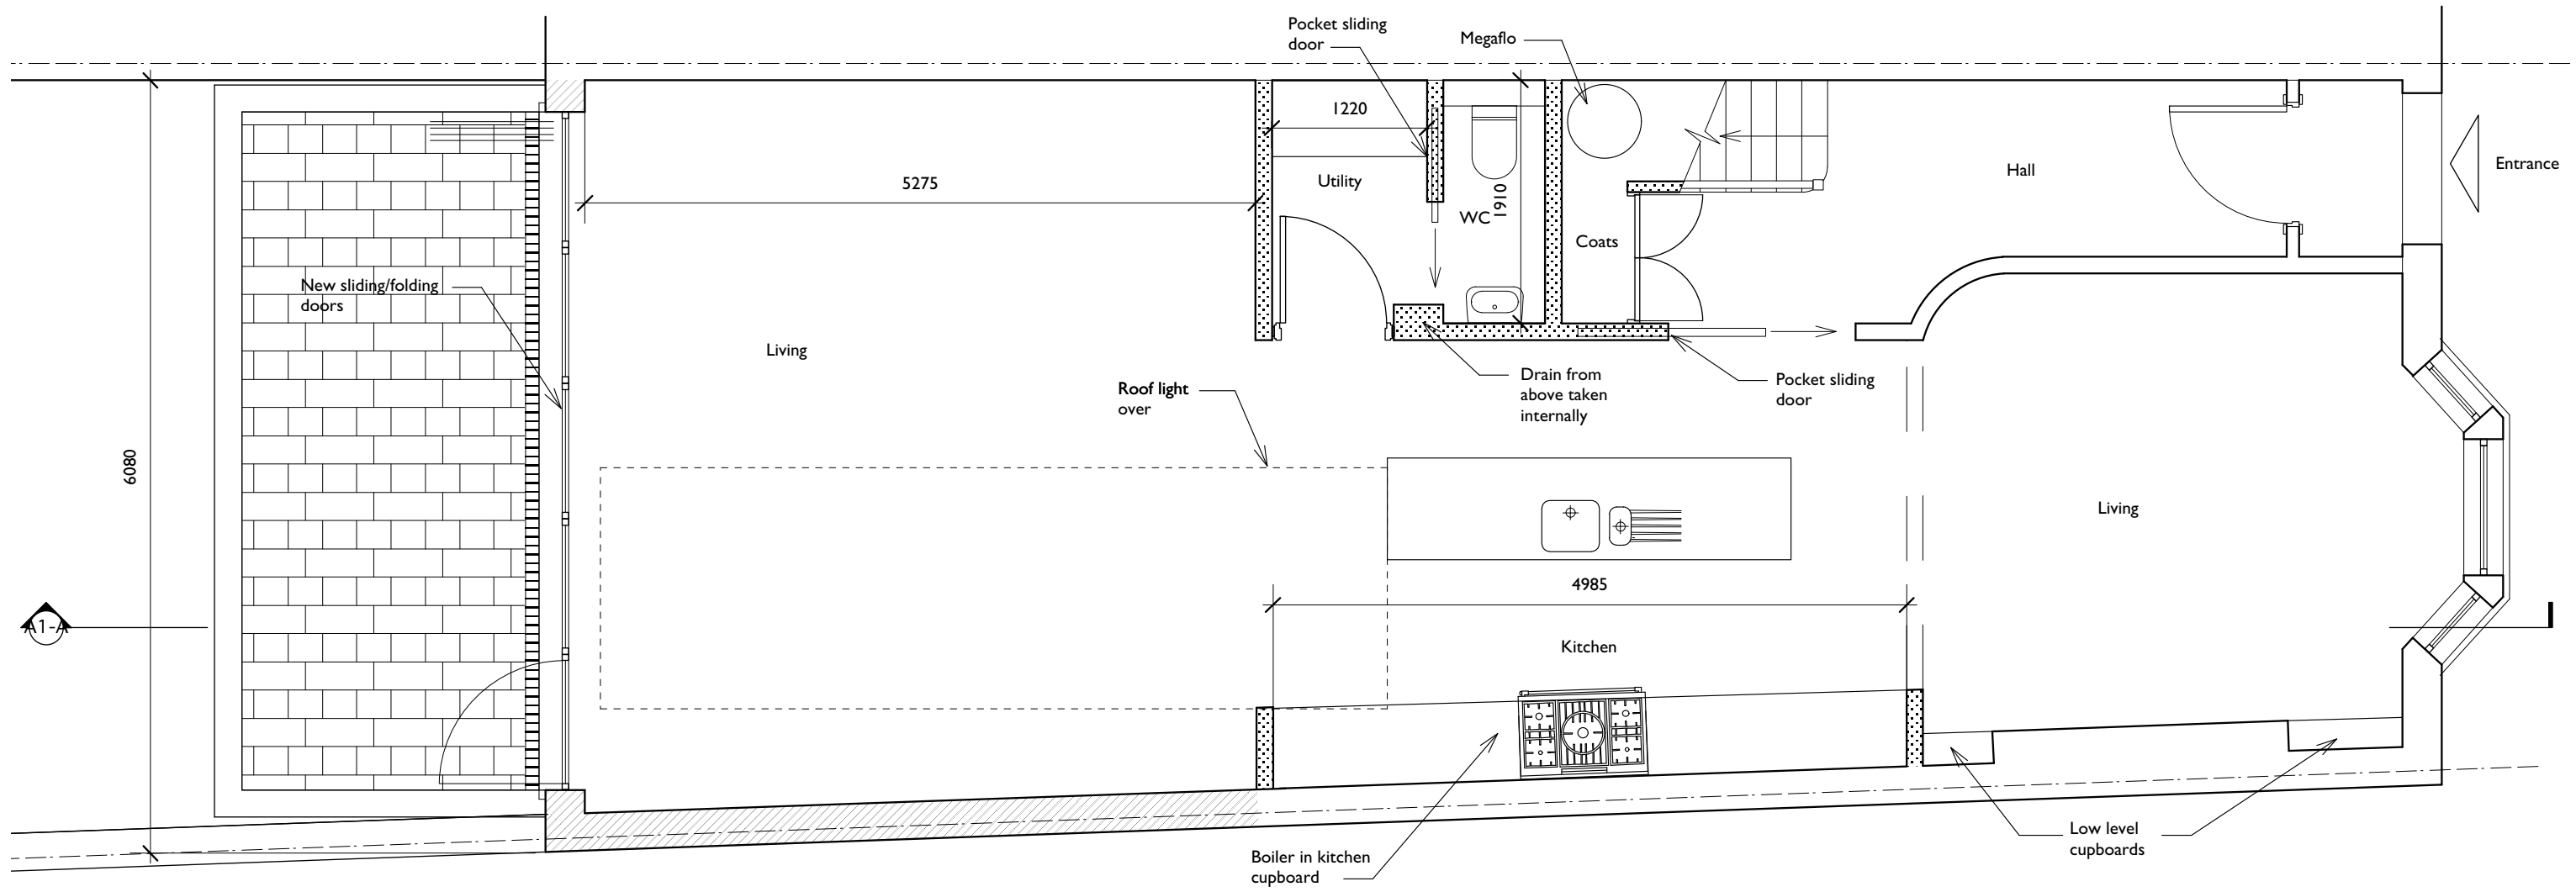 Pocket sliding
door
Megaflo
1220
5275
Utility
WC
1910
Hall
Entrance
Coats
New sliding/folding
doors
Living
Roof light
over
Drain from
above taken
internally
Pocket sliding
door
6080
Living
4985
A1-A
Kitchen
Low level
cupboards
Boiler in kitchen
cupboard